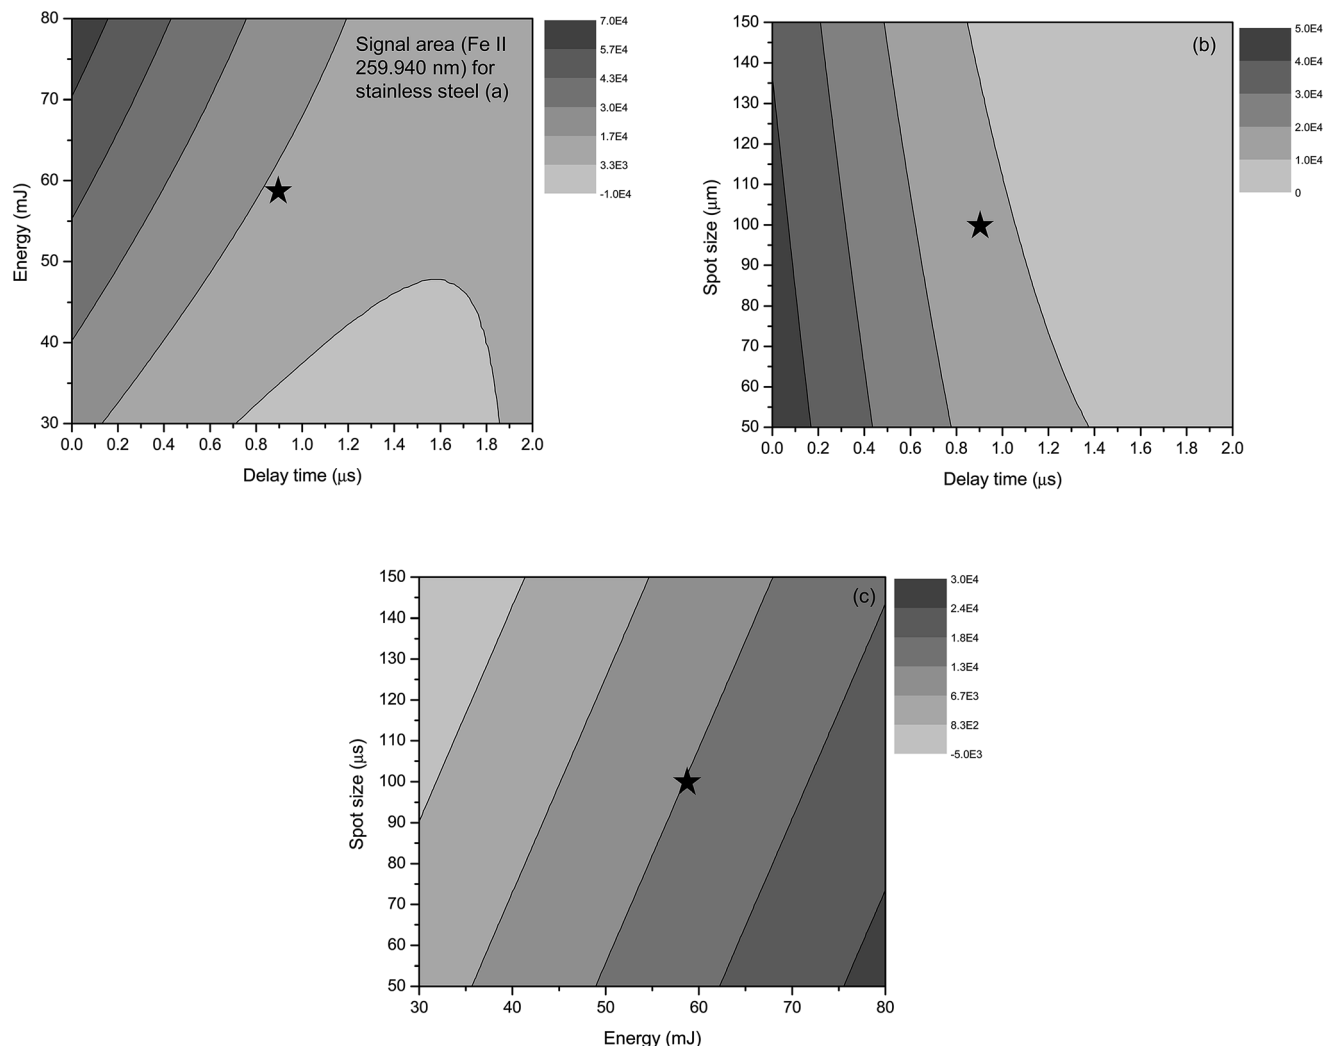 80
70
60
50
40
30
Energy (mJ)
0.0 0.2 0.4 0.6 0.8 1.0 1.2 1.4 1.6 1.8 2.0
Delay time (μs)
Signal area (Fe II
259.940 nm) for
stainless steel (a)
7.0E4
5.7E4
4.3E4
3.0E4
1.7E4
3.3E3
-1.0E4
150
140
130
120
110
100
90
80
70
60
50
Spot size (μm)
0.0 0.2 0.4 0.6 0.8 1.0 1.2 1.4 1.6 1.8 2.0
Delay time (μs)
(b)
5.0E4
4.0E4
3.0E4
2.0E4
1.0E4
0
150
140
130
120
110
100
90
80
70
60
50
Spot size (μs)
30 40 50 60 70 80
Energy (mJ)
(c)
3.0E4
2.4E4
1.8E4
1.3E4
6.7E3
8.3E2
-5.0E3